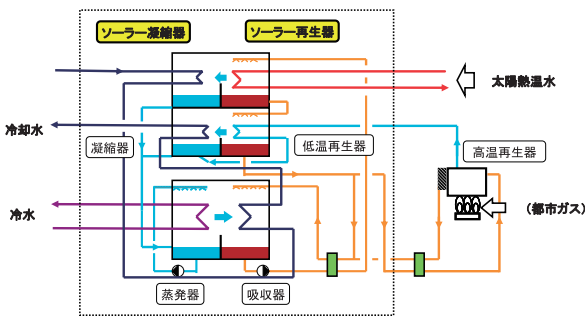 ソーラー凝縮器
ソーラー再生器
太陽熱温水
冷却水
凝縮器
低温再生器
高温再生器
冷水
（都市ガス）
蒸発器
吸収器